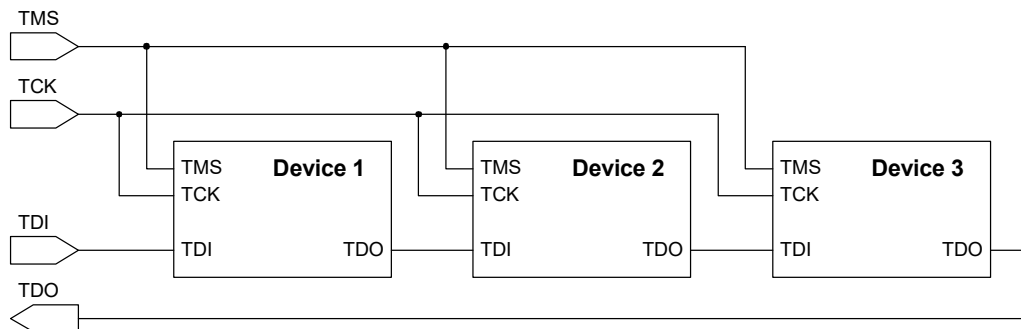 TMS
TCK
TMS Device 1
TCK
TMS Device 2
TCK
TMS Device 3
TCK
TDI
TDI TDO
TDI TDO
TDI TDO
TDO